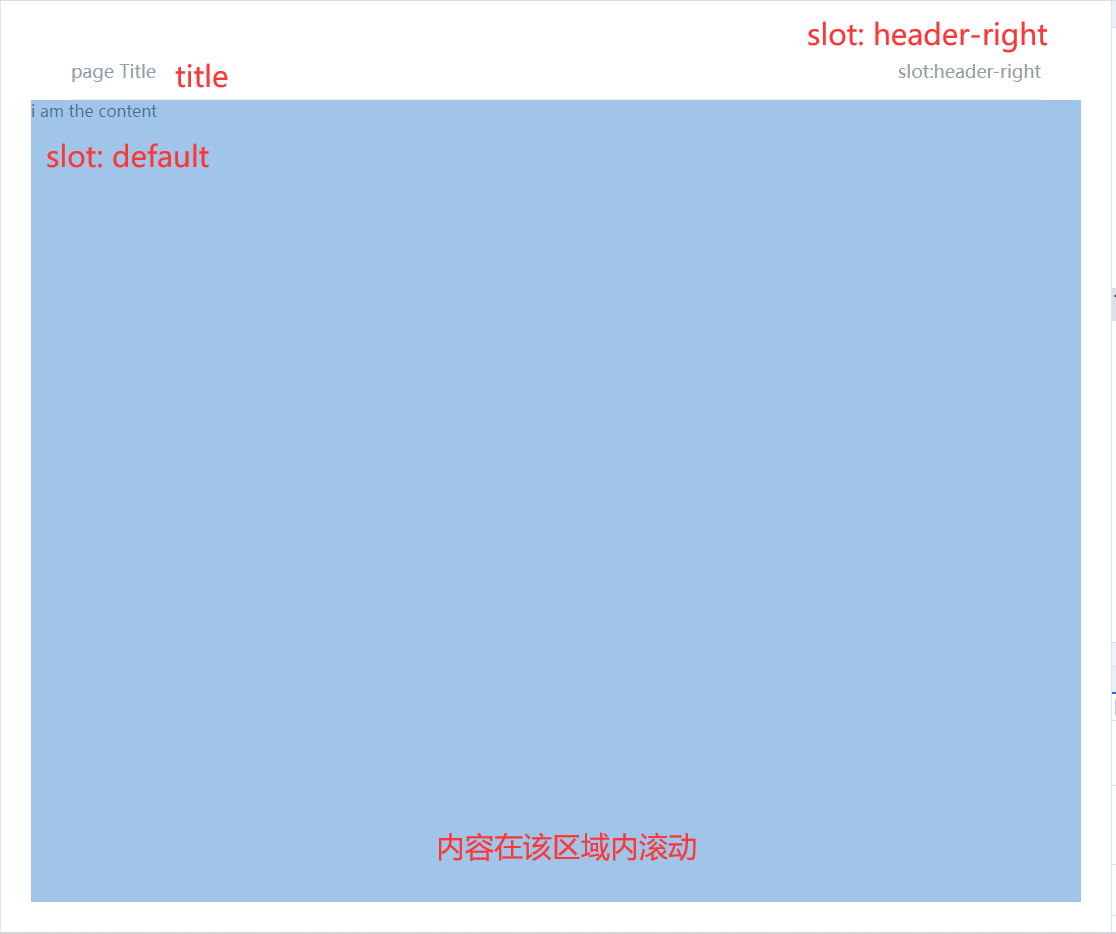 slot: header-right
page Title title slot:header-right
i am the content
slot: default
内容在该区域内滚动